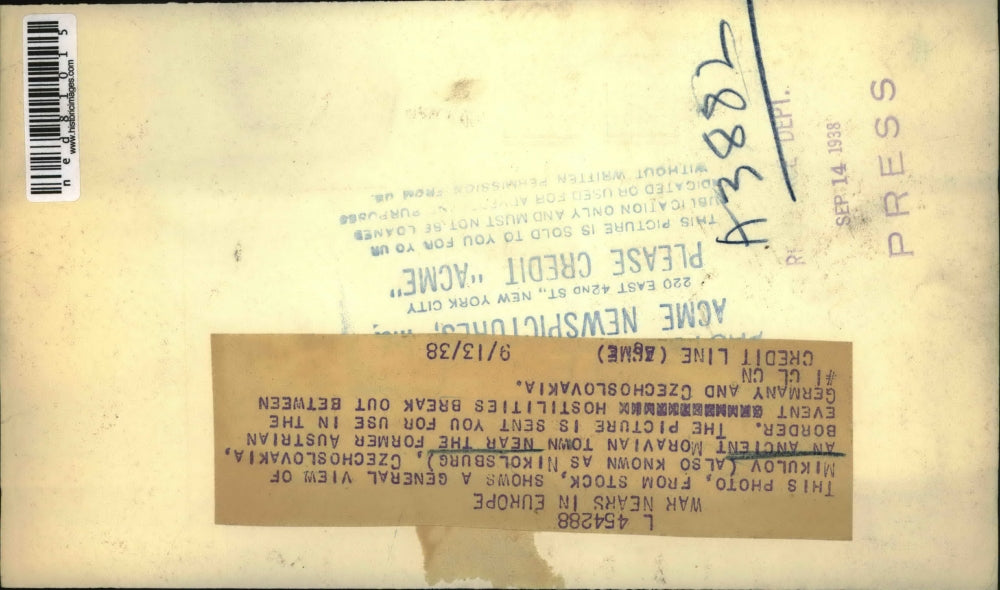 L 454288
WAR NEARS IN EUROPE
THIS PHOTO, FROM STOCK, SHOWS A GENERAL VIEW OF
MIKULOV (ALSO KNOWN AS NIKOLSBURG), CZECHOSLOVAKIA,
AN ANCIENT MORAVIAN TOWN NEAR THE FORMER AUSTRIAN
BORDER. THE PICTURE IS SENT YOU FOR USE IN THE
EVENT HOSTILITIES BREAK OUT BETWEEN
GERMANY AND CZECHOSLOVAKIA.
#1 CL CN
CREDIT LINE (ACME) 9/13/38
ACME NEWSPICTURES, INC.
220 EAST 42ND ST., NEW YORK CITY
PLEASE CREDIT "ACME"
THIS PICTURE IS SOLD TO YOU FOR YOUR
PUBLICATION ONLY AND MUST NOT BE LOANED
OR USED FOR PURPOSES
WITHOUT WRITTEN PERMISSION FROM US.
A3882
DEPT.
SEP 14 1938
PRESS
www.historicimages.com
ned81015